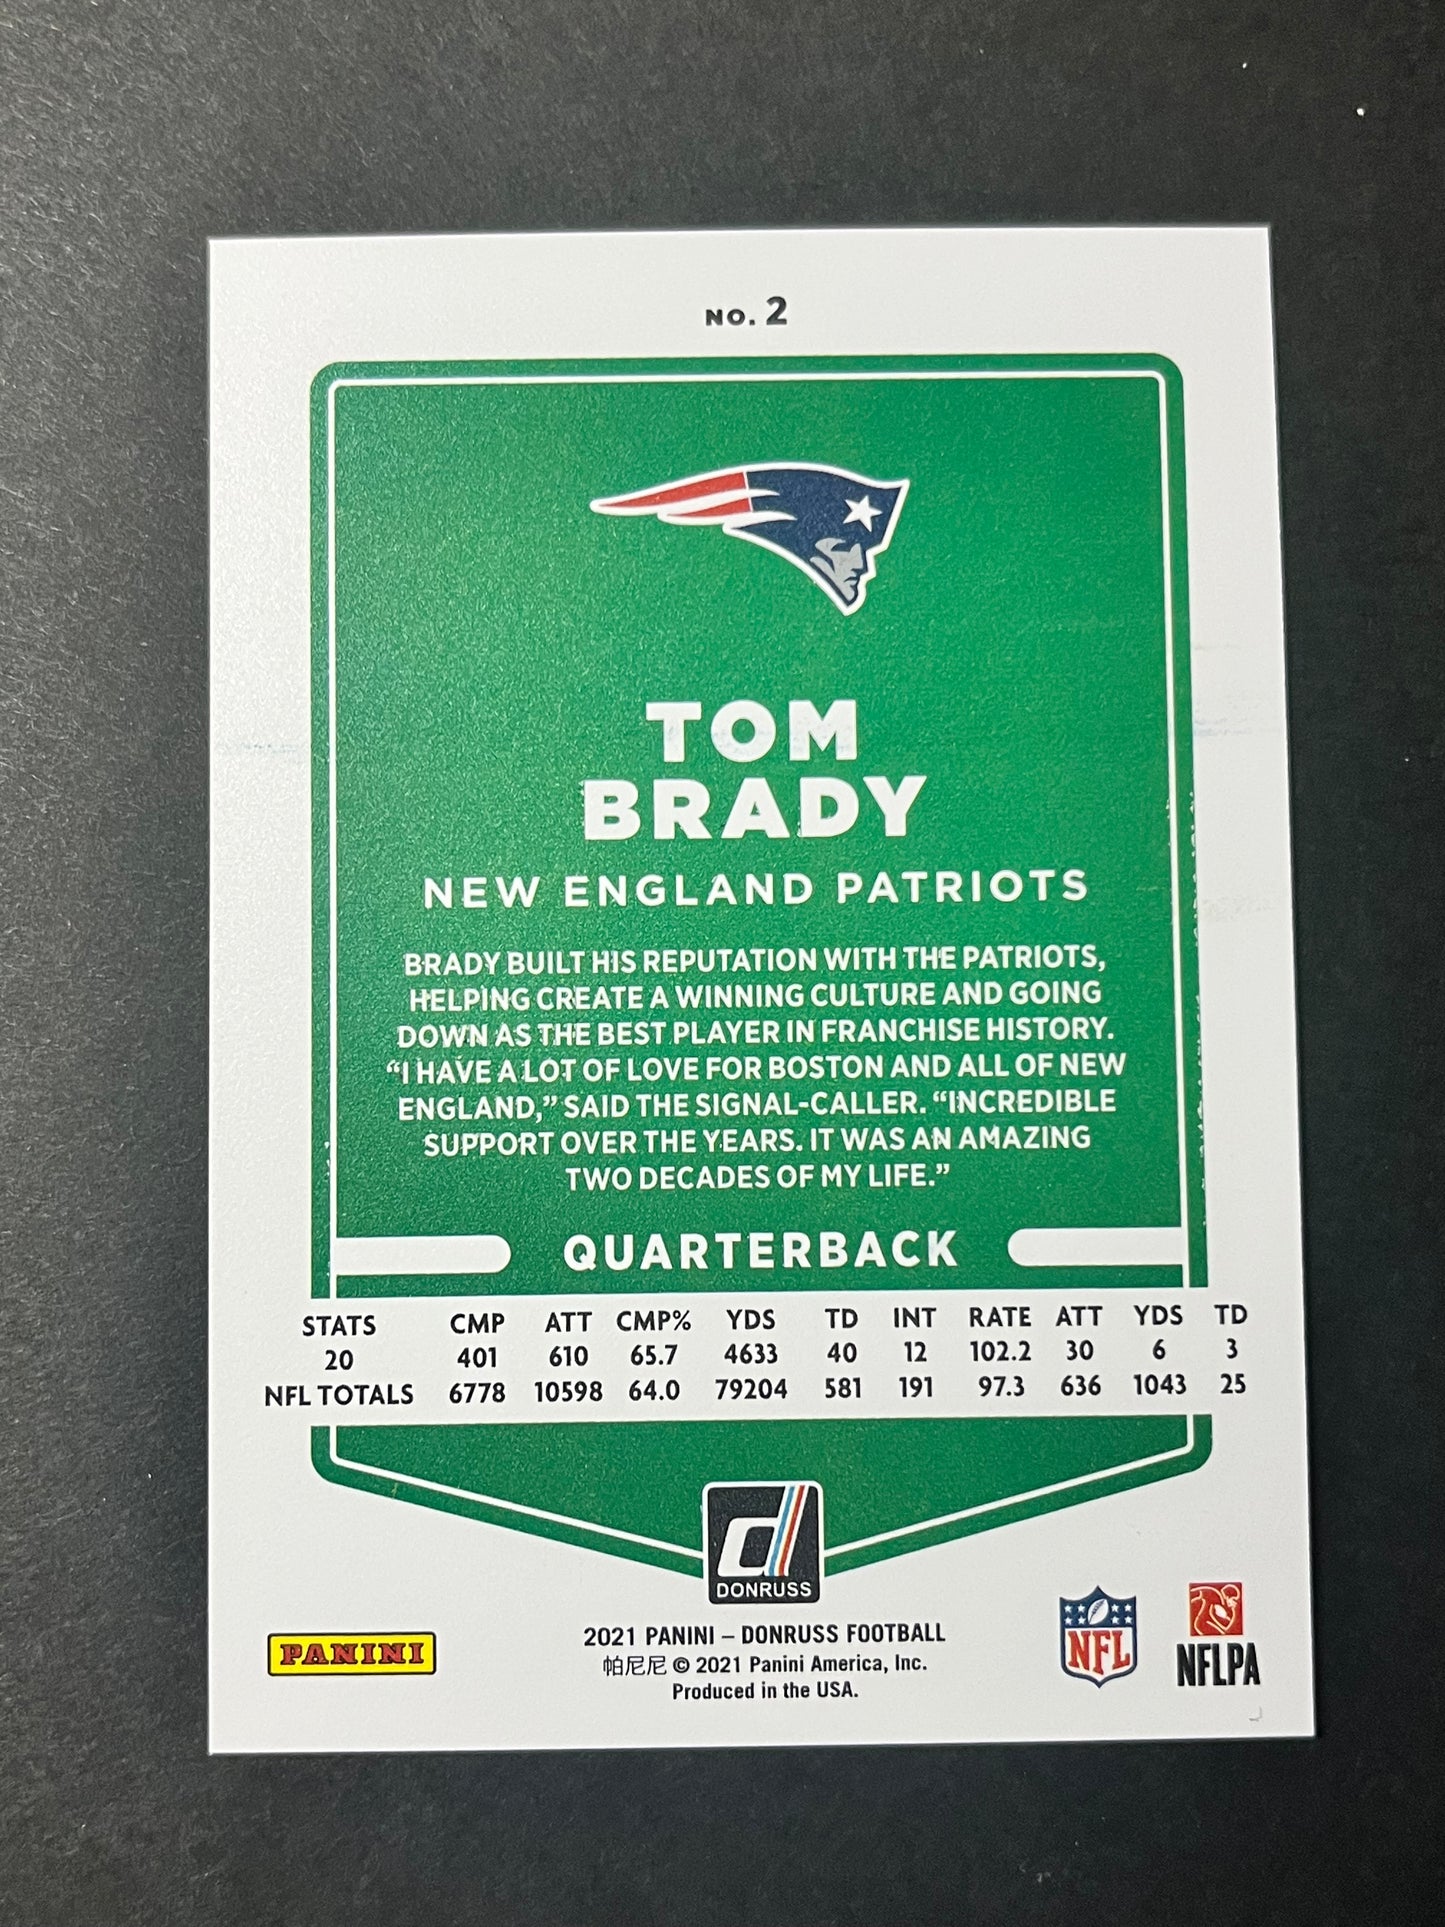 NO. 2
TOM
BRADY
NEW ENGLAND PATRIOTS
BRADY BUILT HIS REPUTATION WITH THE PATRIOTS,
HELPING CREATE A WINNING CULTURE AND GOING
DOWN AS THE BEST PLAYER IN FRANCHISE HISTORY.
“I HAVE A LOT OF LOVE FOR BOSTON AND ALL OF NEW
ENGLAND,” SAID THE SIGNAL-CALLER. “INCREDIBLE
SUPPORT OVER THE YEARS. IT WAS AN AMAZING
TWO DECADES OF MY LIFE.”
QUARTERBACK
STATS CMP ATT CMP% YDS TD INT RATE ATT YDS TD
20 401 610 65.7 4633 40 12 102.2 30 6 3
NFL TOTALS 6778 10598 64.0 79204 581 191 97.3 636 1043 25
d
DONRUSS
PANINI
2021 PANINI – DONRUSS FOOTBALL
帕尼尼 © 2021 Panini America, Inc.
Produced in the USA.
NFL
NFLPA